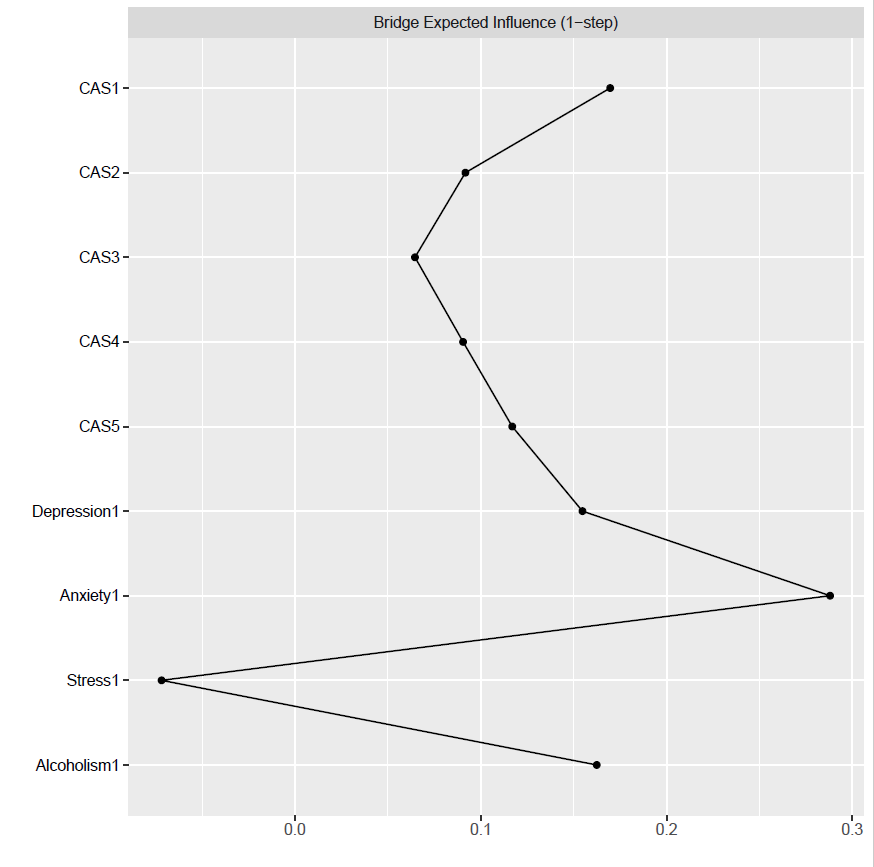 Bridge Expected Influence (1−step)
CAS1
CAS2
CAS3
CAS4
CAS5
Depression1
Anxiety1
Stress1
Alcoholism1
0.0 0.1 0.2 0.3